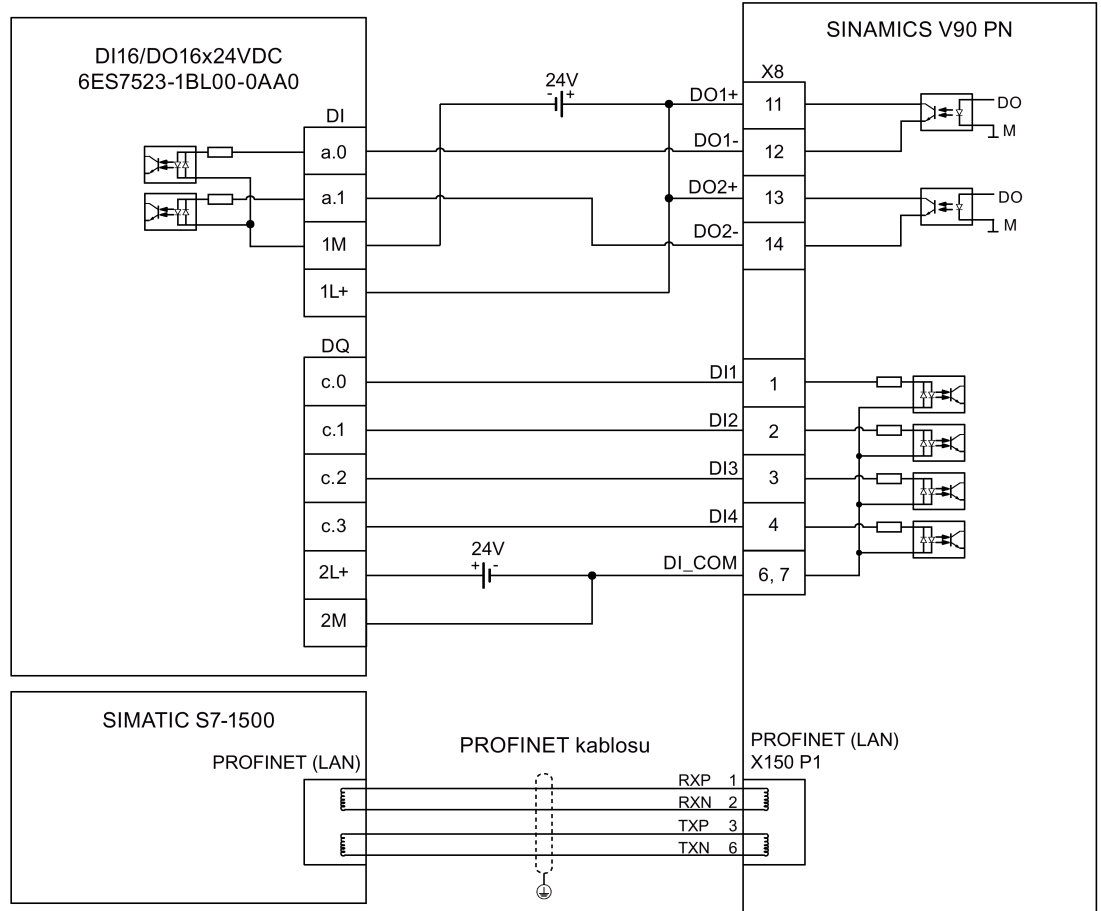 DI16/DO16x24VDC
6ES7523-1BL00-0AA0
DI
a.0
a.1
1M
1L+
DQ
c.0
c.1
c.2
c.3
2L+
2M
24V
- +
24V
+ -
SINAMICS V90 PN
X8
DO1+ 11
DO1- 12
DO2+ 13
DO2- 14
DO
M
DO
M
DI1 1
DI2 2
DI3 3
DI4 4
DI_COM 6, 7
SIMATIC S7-1500
PROFINET (LAN)
PROFINET kablosu
PROFINET (LAN)
X150 P1
RXP 1
RXN 2
TXP 3
TXN 6